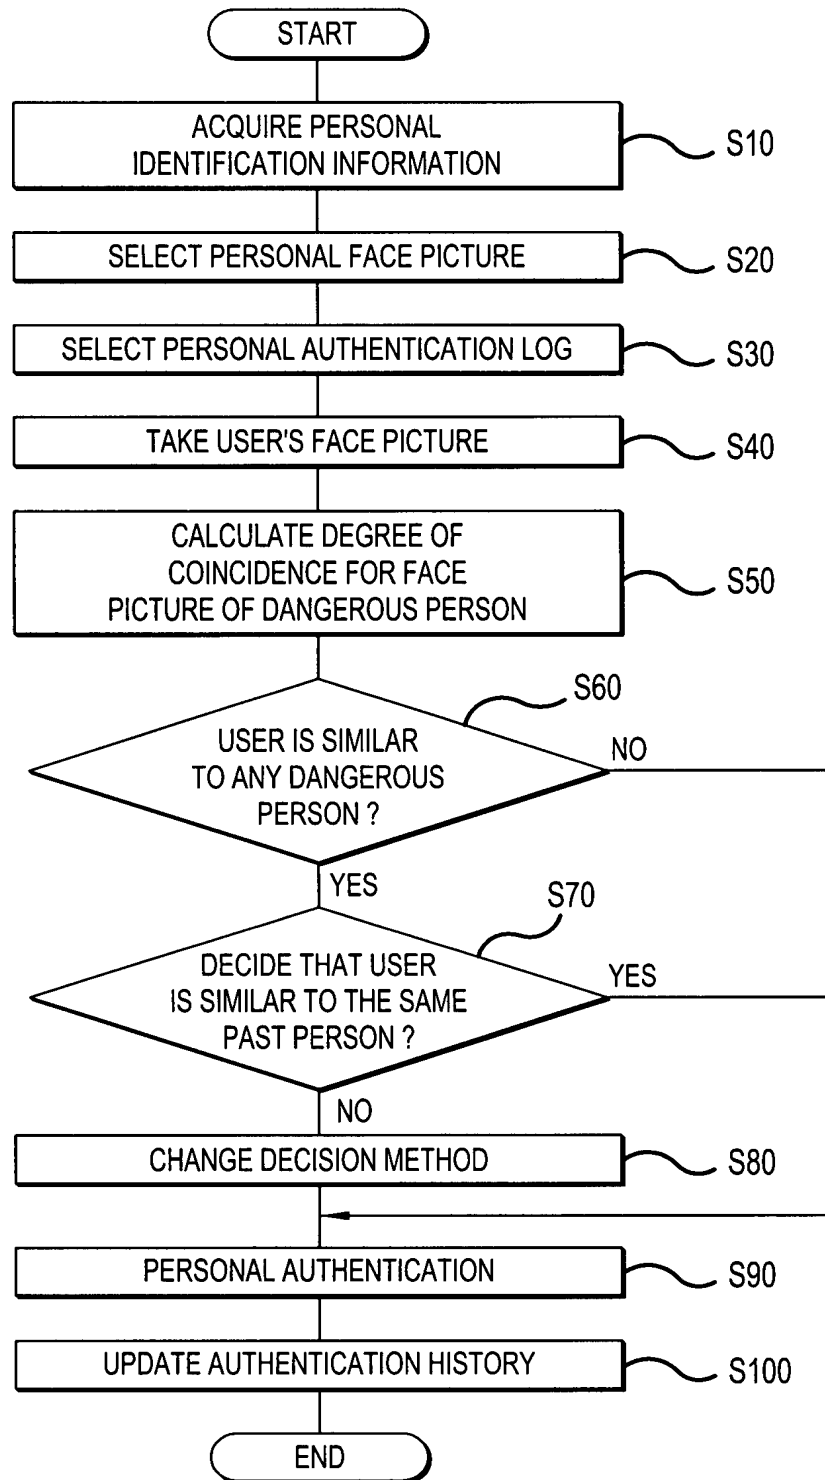 START
ACQUIRE PERSONAL
IDENTIFICATION INFORMATION
S10
SELECT PERSONAL FACE PICTURE
S20
SELECT PERSONAL AUTHENTICATION LOG
S30
TAKE USER'S FACE PICTURE
S40
CALCULATE DEGREE OF
COINCIDENCE FOR FACE
PICTURE OF DANGEROUS PERSON
S50
S60
USER IS SIMILAR
TO ANY DANGEROUS
PERSON ?
NO
YES
S70
DECIDE THAT USER
IS SIMILAR TO THE SAME
PAST PERSON ?
YES
NO
CHANGE DECISION METHOD
S80
PERSONAL AUTHENTICATION
S90
UPDATE AUTHENTICATION HISTORY
S100
END